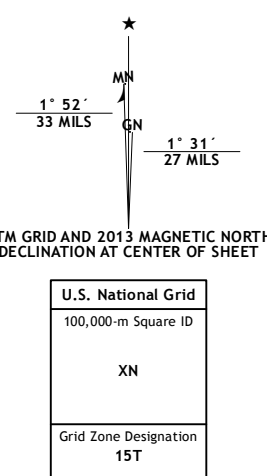 MN
1° 52´
33 MILS
GN
1° 31´
27 MILS
TM GRID AND 2013 MAGNETIC NORTH
DECLINATION AT CENTER OF SHEET
U.S. National Grid
100,000-m Square ID
XN
Grid Zone Designation
15T